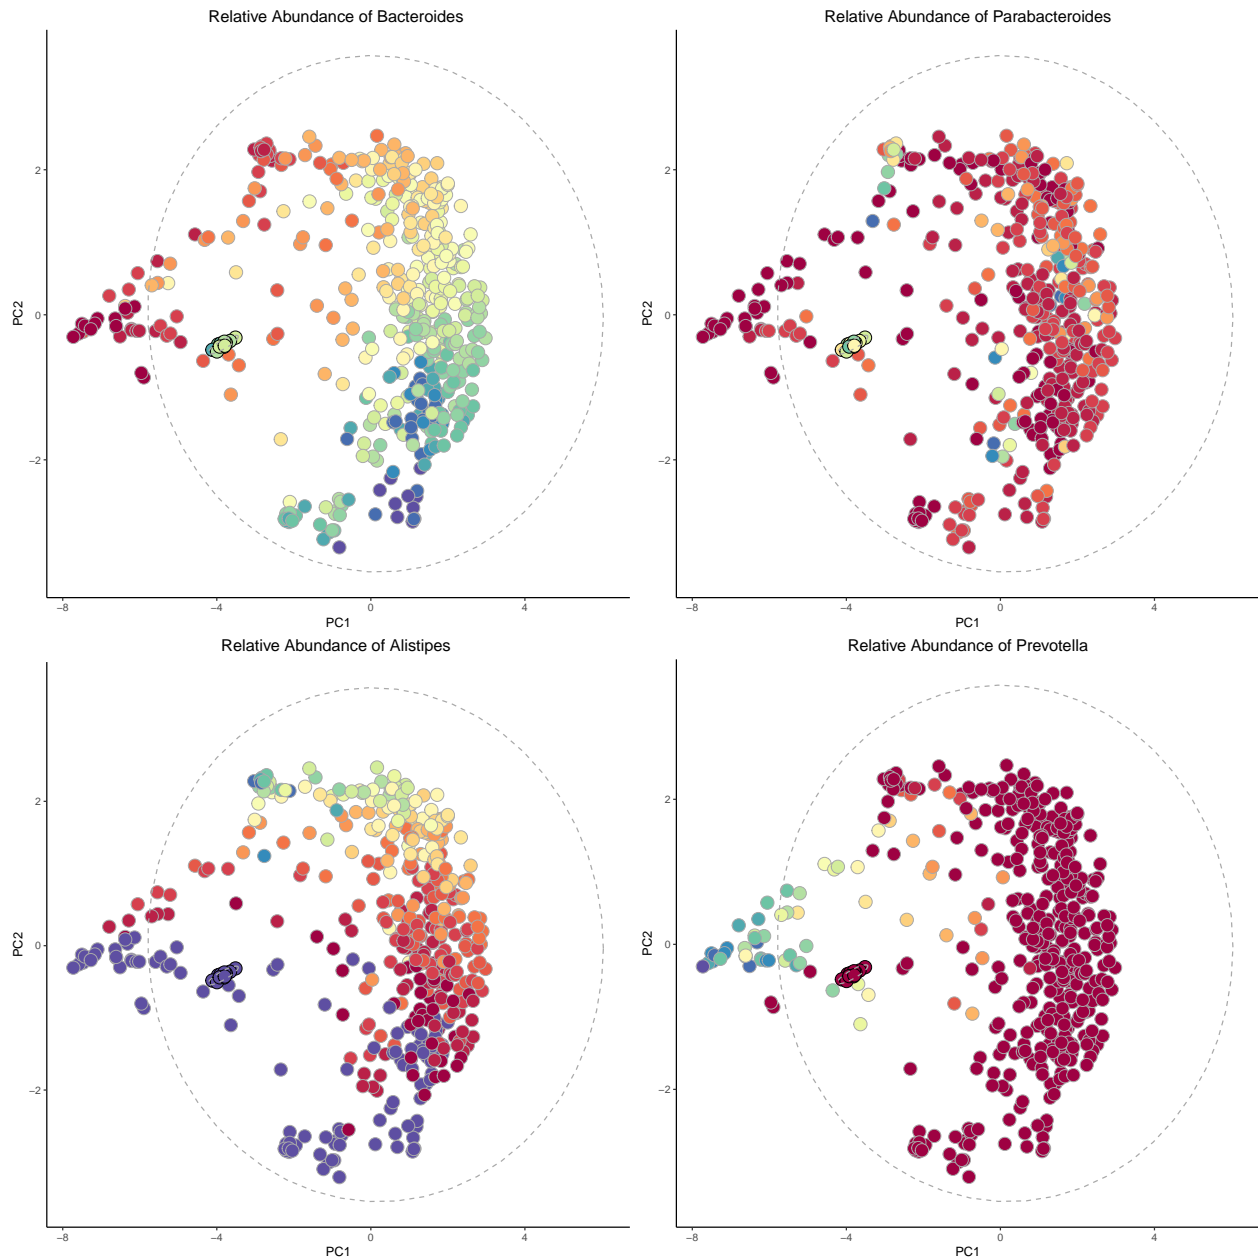 Relative Abundance of Bacteroides
PC2
2
0
−2
−8
−4
0
4
PC1
Relative Abundance of Parabacteroides
PC2
2
0
−2
−8
−4
0
4
PC1
Relative Abundance of Alistipes
PC2
2
0
−2
−8
−4
0
4
PC1
Relative Abundance of Prevotella
PC2
2
0
−2
−8
−4
0
4
PC1